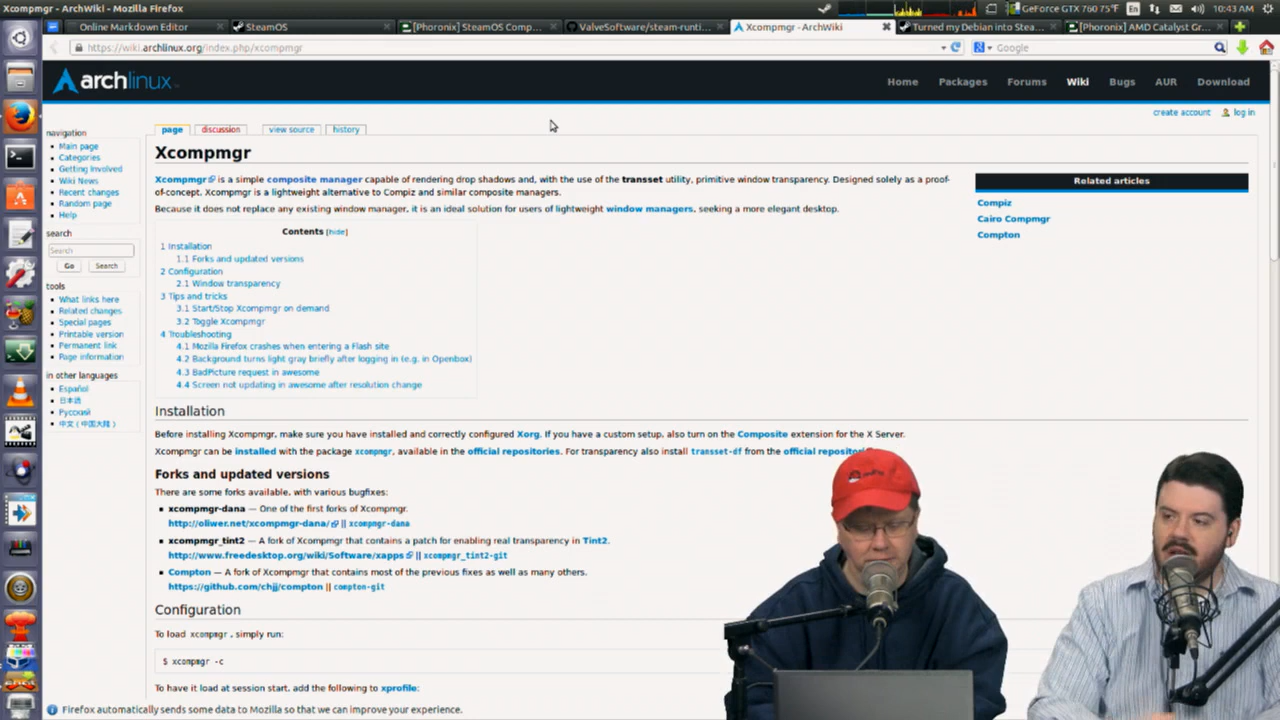 Xcompmgr - ArchWiki - Mozilla Firefox
GeForce GTX 760 75°F En 10:43 AM
Online Markdown Editor SteamOS [Phoronix] SteamOS Comp... ValveSoftware/steam-runti... Xcompmgr - ArchWiki Turned my Debian into Stea... [Phoronix] AMD Catalyst Gr...
https://wiki.archlinux.org/index.php/xcompmgr Google
archlinux Home Packages Forums Wiki Bugs AUR Download
create account log in
page discussion view source history
navigation
Main page
Categories
Getting Involved
Wiki News
Recent changes
Random page
Help
search
Search
Go Search
tools
What links here
Related changes
Special pages
Printable version
Permanent link
Page information
in other languages
Español
日本語
Русский
中文（中国大陆）
Xcompmgr
Xcompmgr is a simple composite manager capable of rendering drop shadows and, with the use of the transset utility, primitive window transparency. Designed solely as a proof-
of-concept. Xcompmgr is a lightweight alternative to Compiz and similar composite managers.
Because it does not replace any existing window manager, it is an ideal solution for users of lightweight window managers, seeking a more elegant desktop.
Related articles
Compiz
Cairo Compmgr
Compton
Contents [hide]
1 Installation
1.1 Forks and updated versions
2 Configuration
2.1 Window transparency
3 Tips and tricks
3.1 Start/Stop Xcompmgr on demand
3.2 Toggle Xcompmgr
4 Troubleshooting
4.1 Mozilla Firefox crashes when entering a Flash site
4.2 Background turns light gray briefly after logging in (e.g. in Openbox)
4.3 BadPicture request in awesome
4.4 Screen not updating in awesome after resolution change
Installation
Before installing Xcompmgr, make sure you have installed and correctly configured Xorg. If you have a custom setup, also turn on the Composite extension for the X Server.
Xcompmgr can be installed with the package xcompmgr, available in the official repositories. For transparency also install transset-df from the official repositor
Forks and updated versions
There are some forks available, with various bugfixes:
xcompmgr-dana — One of the first forks of Xcompmgr.
http://oliwer.net/xcompmgr-dana/ || xcompmgr-dana
xcompmgr_tint2 — A fork of Xcompmgr that contains a patch for enabling real transparency in Tint2.
http://www.freedesktop.org/wiki/Software/xapps || xcompmgr_tint2-git
Compton — A fork of Xcompmgr that contains most of the previous fixes as well as many others.
https://github.com/chjj/compton || compton-git
Configuration
To load xcompmgr, simply run:
$ xcompmgr -c
To have it load at session start, add the following to xprofile:
Firefox automatically sends some data to Mozilla so that we can improve your experience.